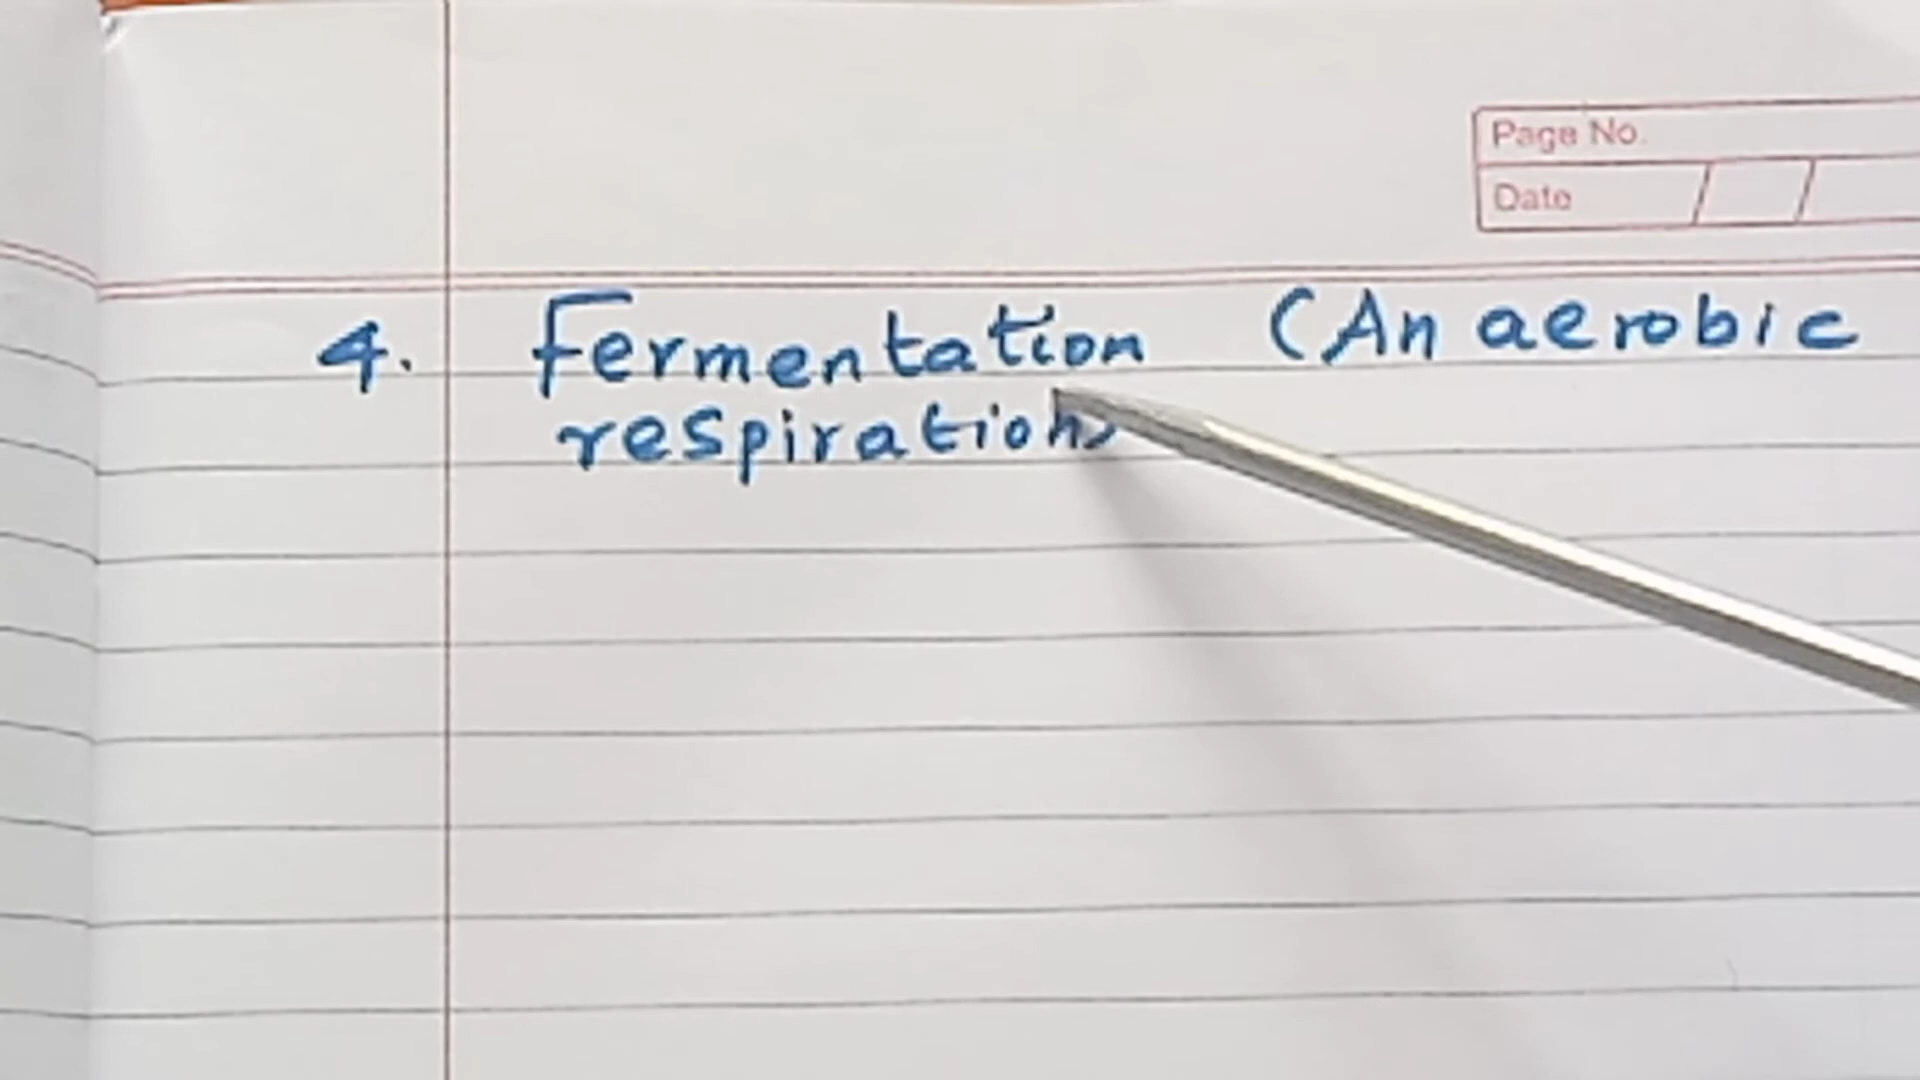 Page No.
Date
4. Fermentation (An aerobic
respiration)